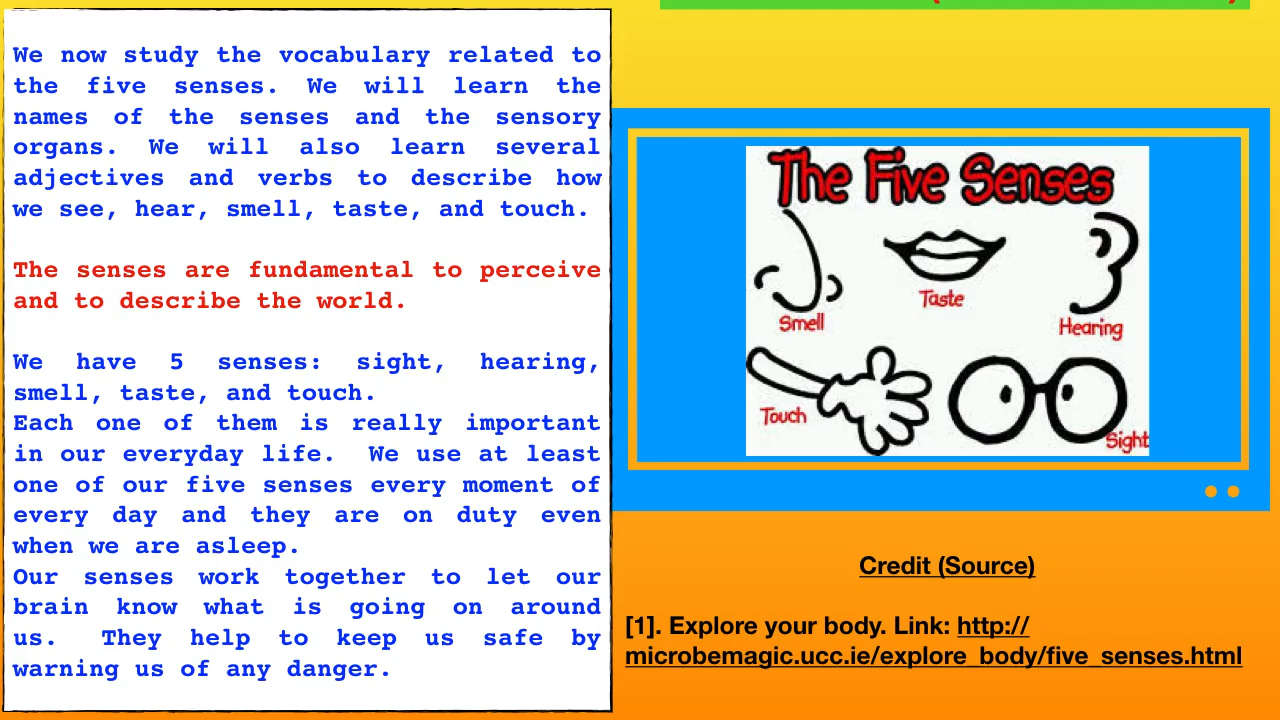 We now study the vocabulary related to
the five senses. We will learn the
names of the senses and the sensory
organs. We will also learn several
adjectives and verbs to describe how
we see, hear, smell, taste, and touch.
The senses are fundamental to perceive
and to describe the world.
We have 5 senses: sight, hearing,
smell, taste, and touch.
Each one of them is really important
in our everyday life. We use at least
one of our five senses every moment of
every day and they are on duty even
when we are asleep.
Our senses work together to let our
brain know what is going on around
us. They help to keep us safe by
warning us of any danger.
The Five Senses
Smell
Taste
Hearing
Touch
Sight
Credit (Source)
[1]. Explore your body. Link: http://
microbemagic.ucc.ie/explore_body/five_senses.html